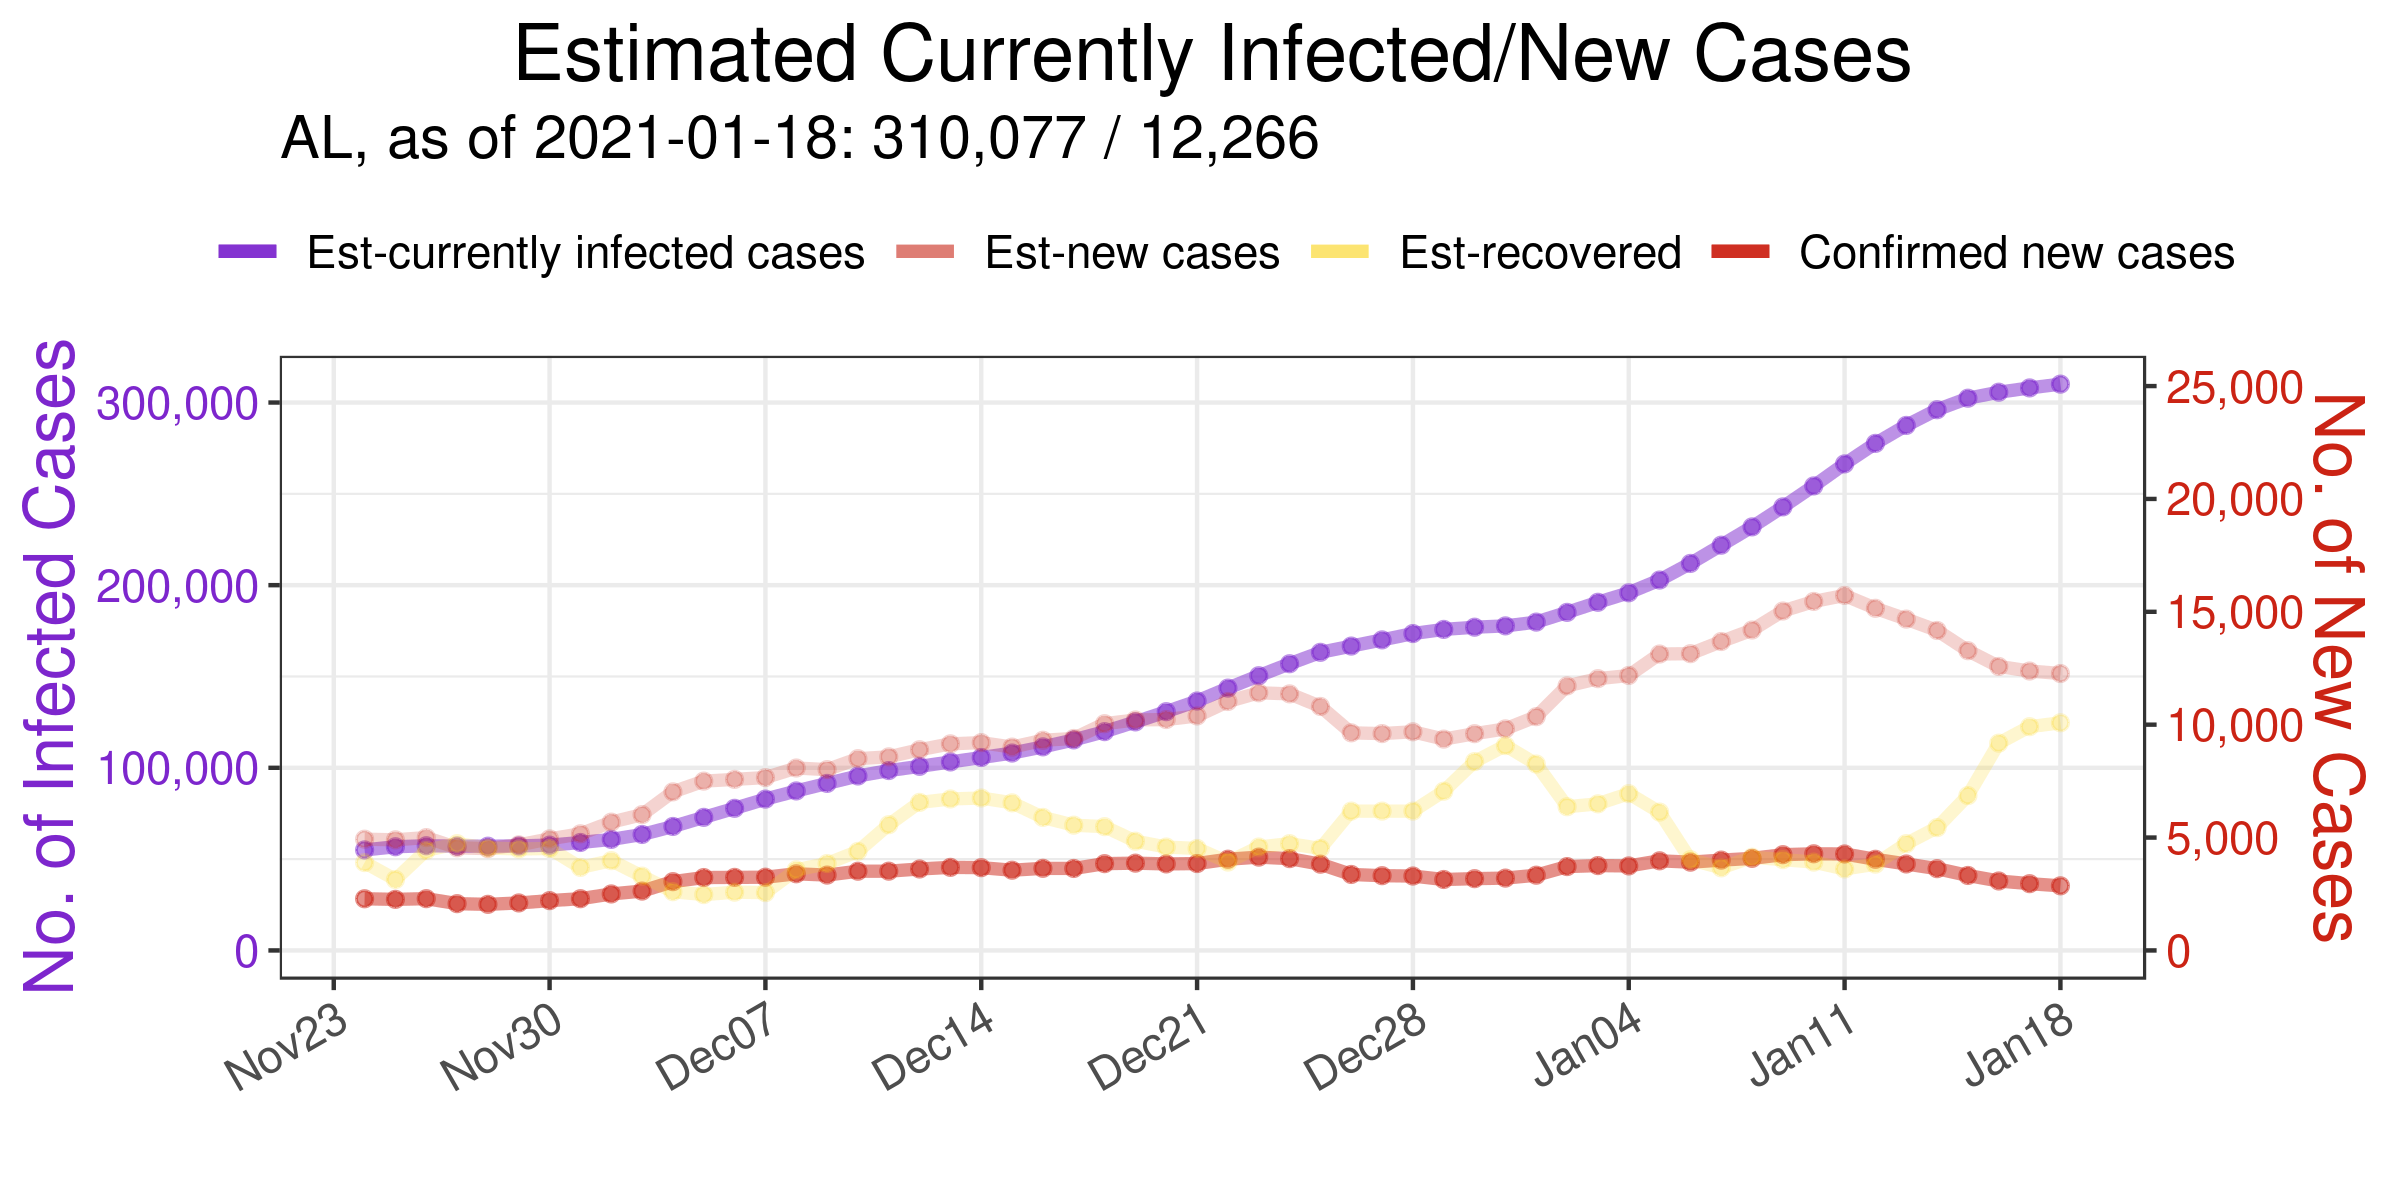 Estimated Currently Infected/New Cases
AL, as of 2021-01-18: 310,077 / 12,266
Est-currently infected cases Est-new cases Est-recovered Confirmed new cases
No. of Infected Cases
300,000
200,000
100,000
0
25,000
20,000
15,000
10,000
5,000
0
No. of New Cases
Nov23 Nov30 Dec07 Dec14 Dec21 Dec28 Jan04 Jan11 Jan18